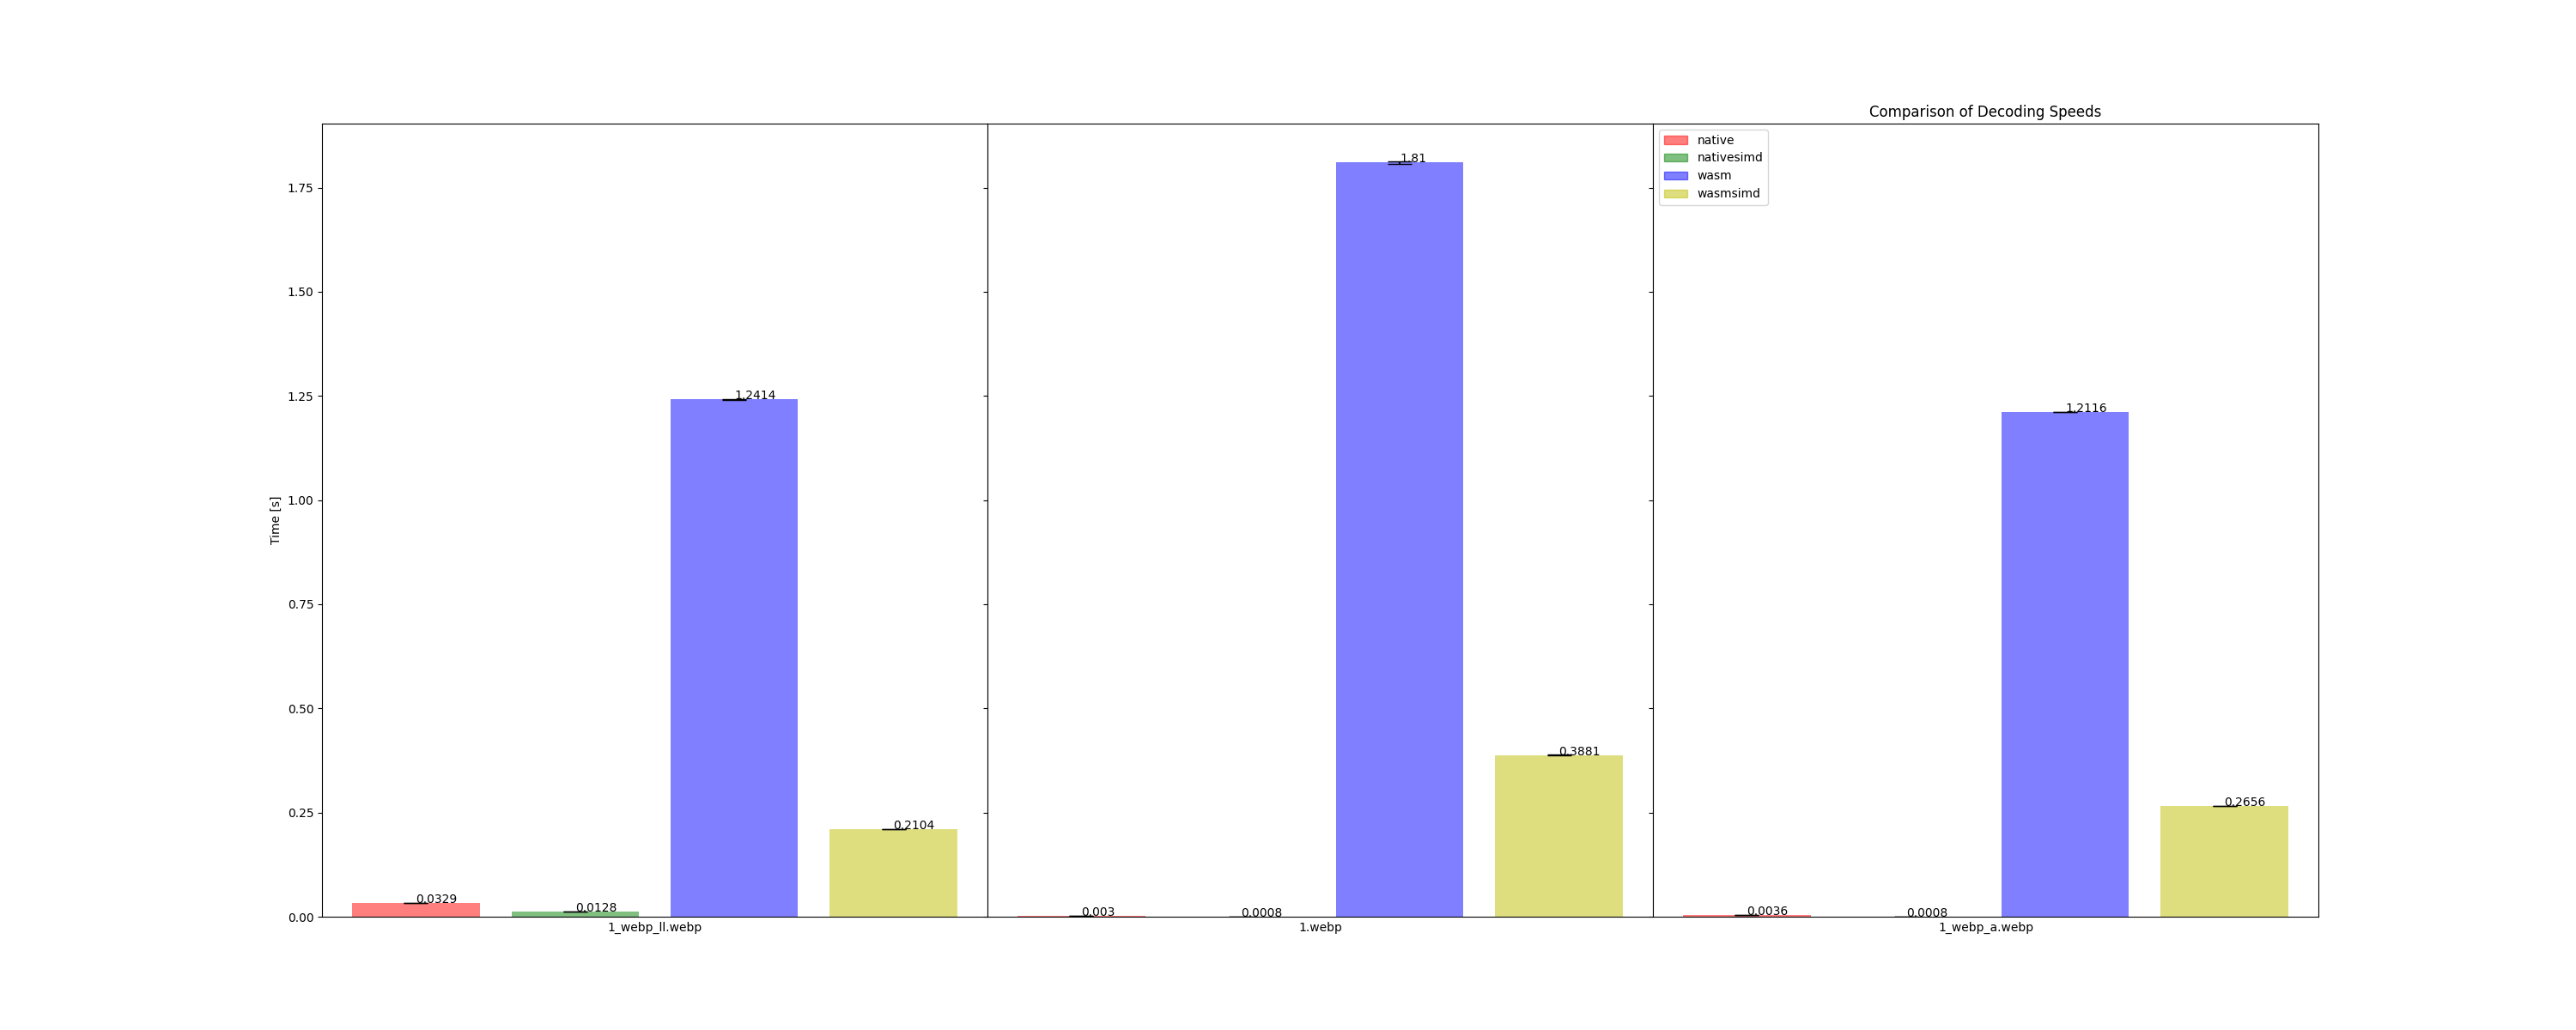 Comparison of Decoding Speeds
native
nativesimd
wasm
wasmsimd
Time [s]
1.75
1.50
1.25
1.00
0.75
0.50
0.25
0.00
0.0329
0.0128
1.2414
0.2104
1_webp_ll.webp
0.003
0.0008
1.81
0.3881
1.webp
0.0036
0.0008
1.2116
0.2656
1_webp_a.webp